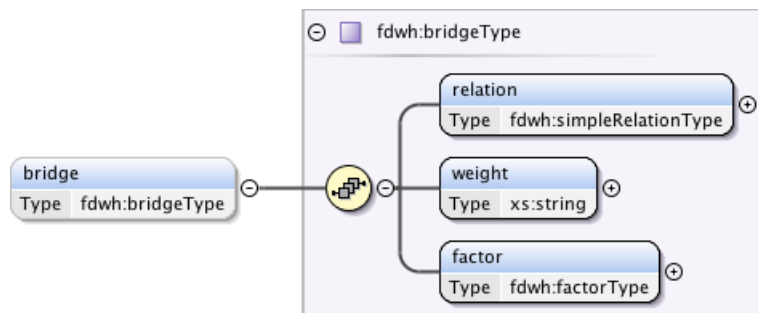 fdwh:bridgeType
relation
Type fdwh:simpleRelationType
bridge
Type fdwh:bridgeType
weight
Type xs:string
factor
Type fdwh:factorType